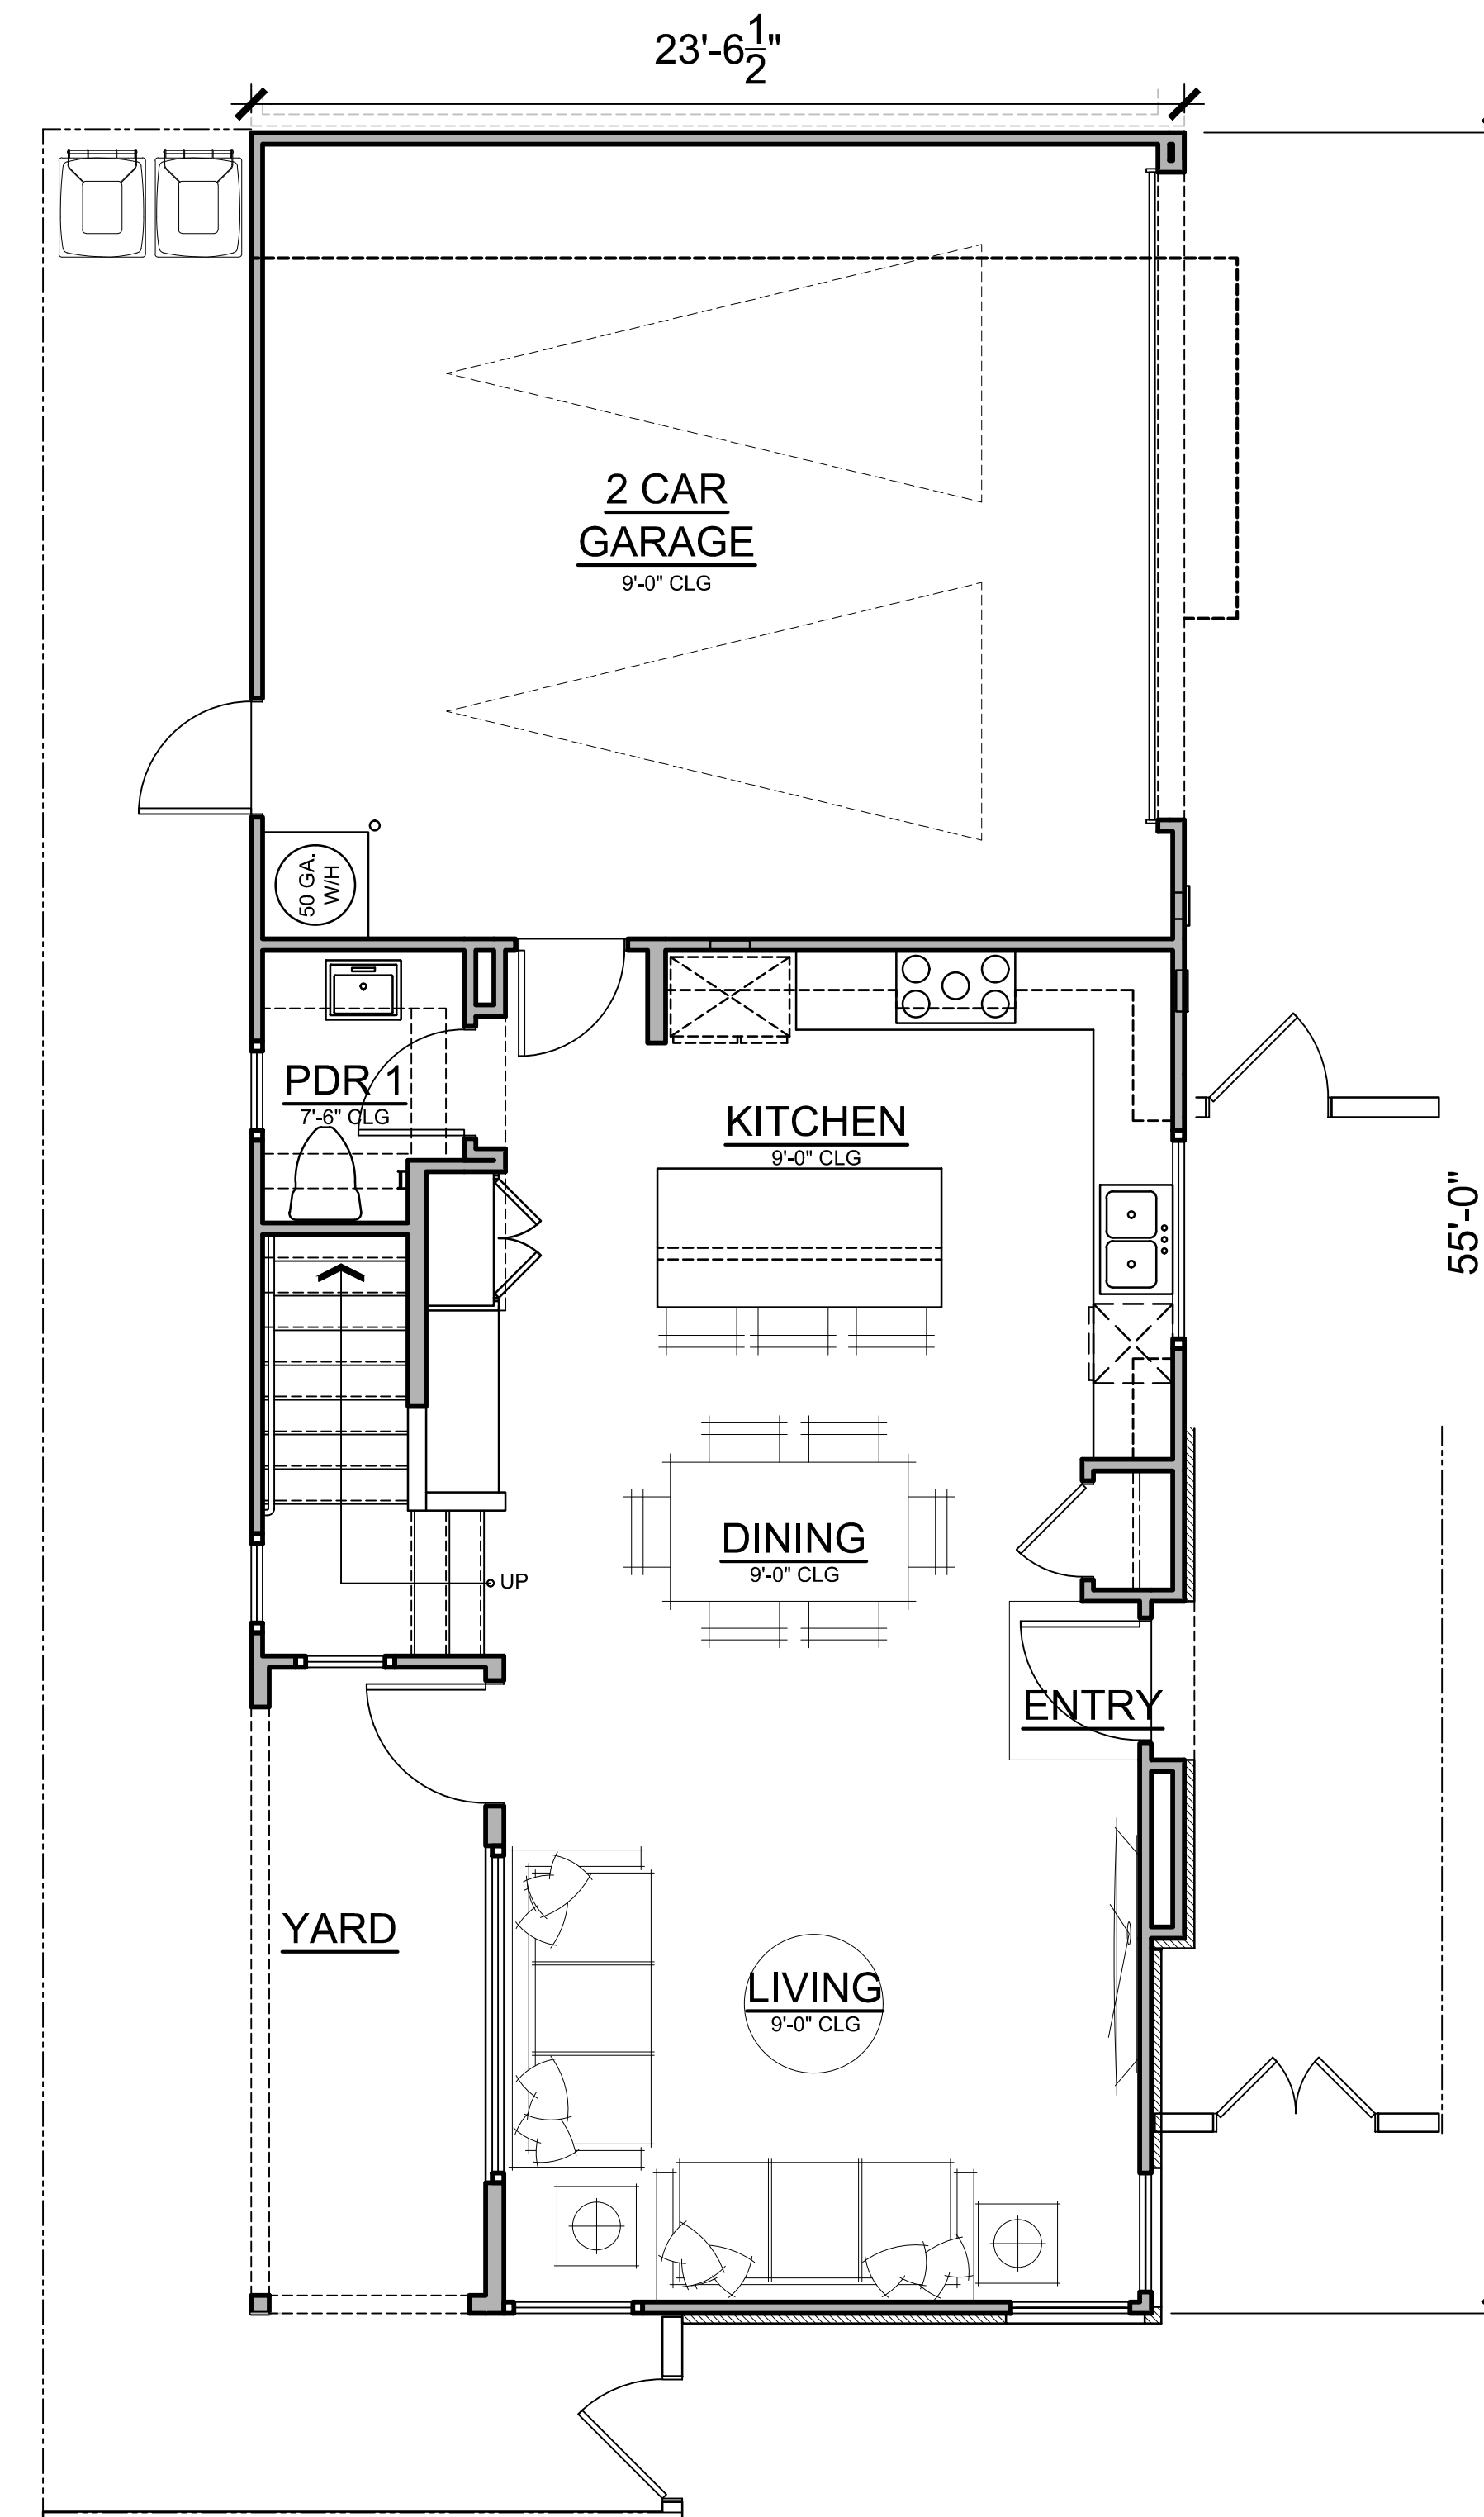 23'-6 1/2"
2 CAR
GARAGE
9'-0" CLG
50 GA.
W/H
PDR 1
7'-6" CLG
KITCHEN
9'-0" CLG
55'-0"
DINING
9'-0" CLG
UP
ENTRY
YARD
LIVING
9'-0" CLG